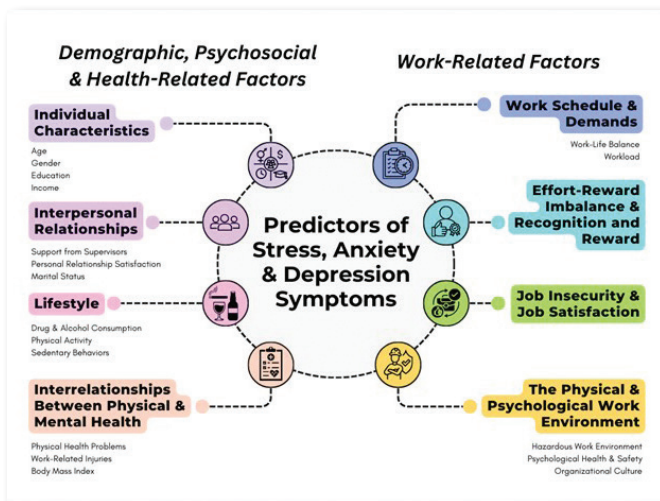 Demographic, Psychosocial
& Health-Related Factors
Individual
Characteristics
Age
Gender
Education
Income
Interpersonal
Relationships
Support from Supervisors
Personal Relationship Satisfaction
Marital Status
Lifestyle
Drug & Alcohol Consumption
Physical Activity
Sedentary Behaviors
Interrelationships
Between Physical &
Mental Health
Physical Health Problems
Work-Related Injuries
Body Mass Index
Predictors of
Stress, Anxiety
& Depression
Symptoms
Work-Related Factors
Work Schedule &
Demands
Work-Life Balance
Workload
Effort-Reward
Imbalance &
Recognition and
Reward
Job Insecurity &
Job Satisfaction
The Physical &
Psychological Work
Environment
Hazardous Work Environment
Psychological Health & Safety
Organizational Culture